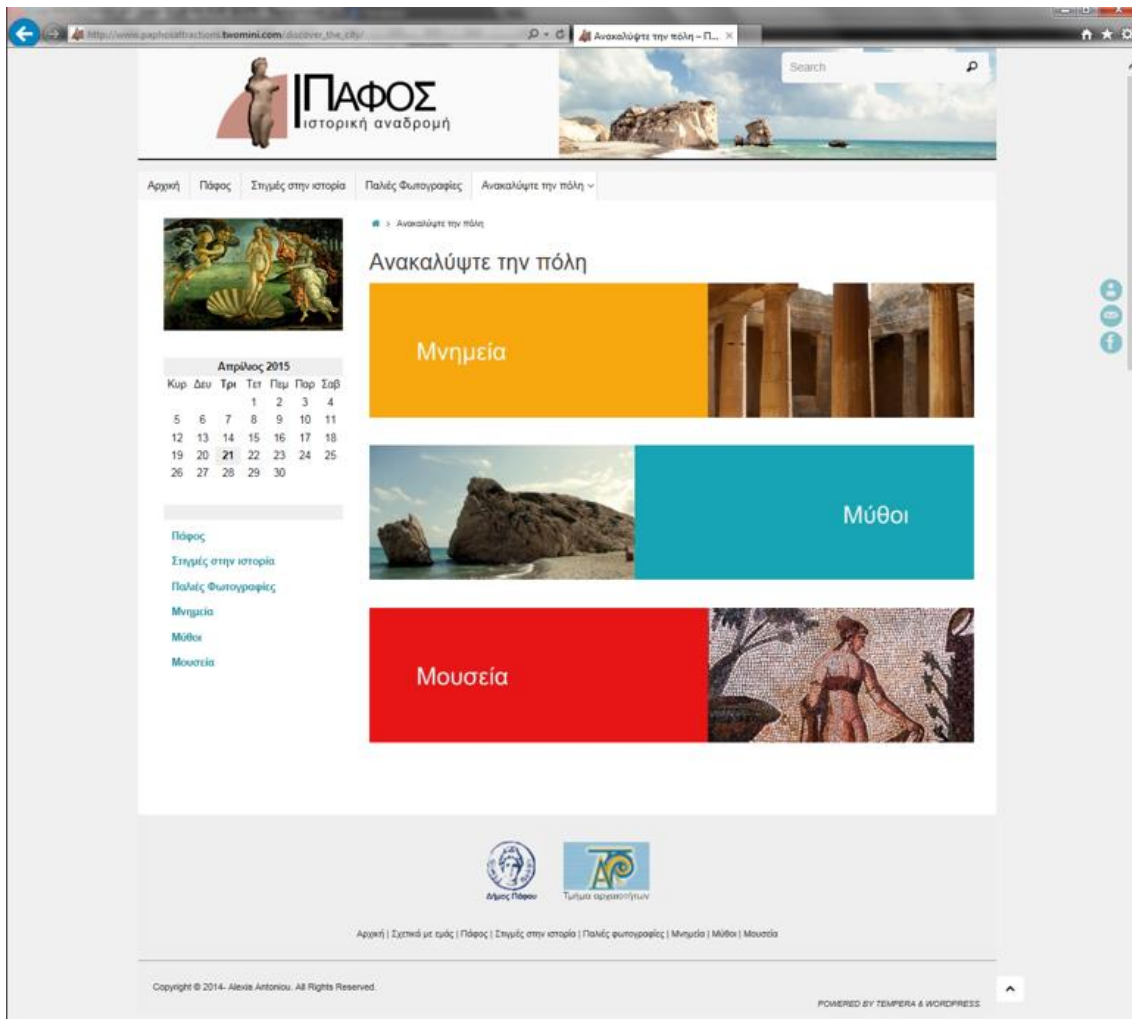 http://www.paphosattractions.twomini.com/discover_the_city/
Ανακαλύψτε την πόλη – Π...
ΠΑΦΟΣ
ιστορική αναδρομή
Search
Αρχική Πάφος Στιγμές στην ιστορία Παλιές Φωτογραφίες Ανακαλύψτε την πόλη
> Ανακαλύψτε την πόλη
Ανακαλύψτε την πόλη
Μνημεία
Μύθοι
Μουσεία
Απρίλιος 2015
Κυρ Δευ Τρι Τετ Πεμ Παρ Σαβ
1 2 3 4
5 6 7 8 9 10 11
12 13 14 15 16 17 18
19 20 21 22 23 24 25
26 27 28 29 30
Πάφος
Στιγμές στην ιστορία
Παλιές Φωτογραφίες
Μνημεία
Μύθοι
Μουσεία
Δήμος Πάφου
Τμήμα αρχαιοτήτων
Αρχική | Σχετικά με εμάς | Πάφος | Στιγμές στην ιστορία | Παλιές φωτογραφίες | Μνημεία | Μύθοι | Μουσεία
Copyright © 2014- Alexia Antoniou. All Rights Reserved.
POWERED BY TEMPERA & WORDPRESS.